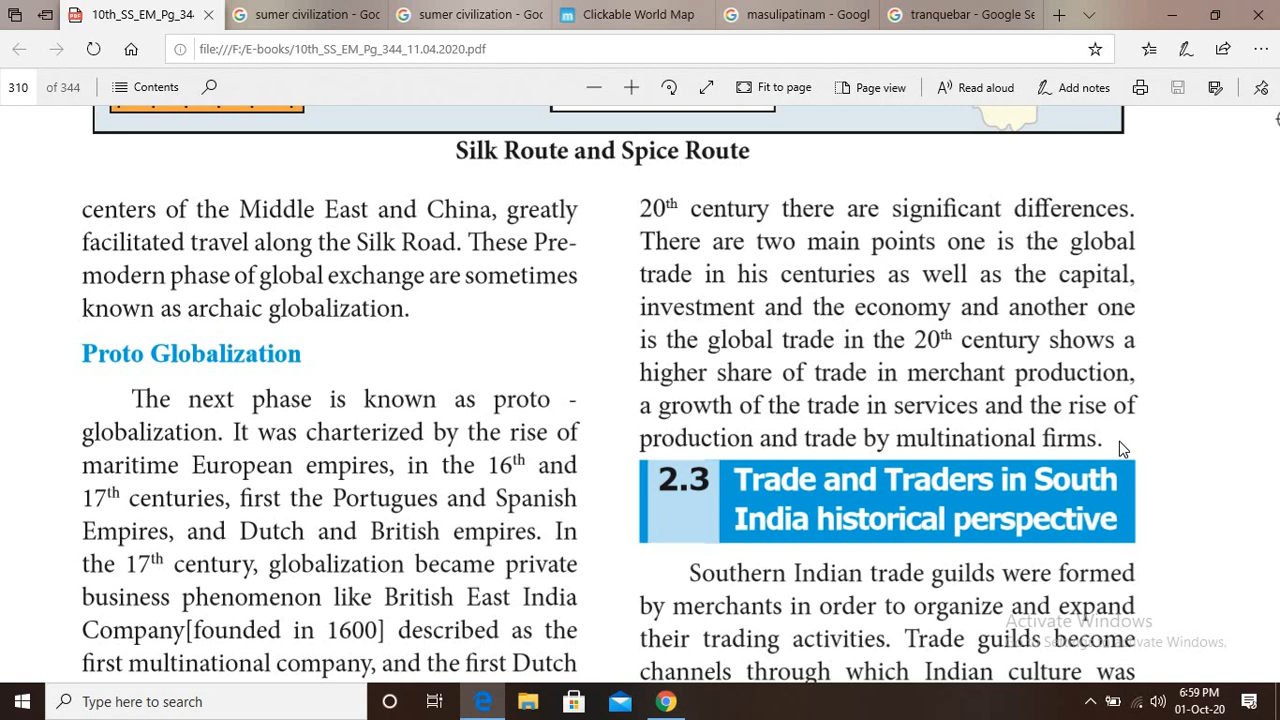 10th_SS_EM_Pg_344
sumer civilization - Goo
sumer civilization - Goo
Clickable World Map
masulipatinam - Googl
tranquebar - Google Se
file:///F:/E-books/10th_SS_EM_Pg_344_11.04.2020.pdf
310 of 344 Contents Fit to page Page view Read aloud Add notes
Silk Route and Spice Route
centers of the Middle East and China, greatly
facilitated travel along the Silk Road. These Pre-
modern phase of global exchange are sometimes
known as archaic globalization.
Proto Globalization
The next phase is known as proto -
globalization. It was charterized by the rise of
maritime European empires, in the 16th and
17th centuries, first the Portugues and Spanish
Empires, and Dutch and British empires. In
the 17th century, globalization became private
business phenomenon like British East India
Company[founded in 1600] described as the
first multinational company, and the first Dutch
20th century there are significant differences.
There are two main points one is the global
trade in his centuries as well as the capital,
investment and the economy and another one
is the global trade in the 20th century shows a
higher share of trade in merchant production,
a growth of the trade in services and the rise of
production and trade by multinational firms.
2.3 Trade and Traders in South
India historical perspective
Southern Indian trade guilds were formed
by merchants in order to organize and expand
their trading activities. Trade guilds become
channels through which Indian culture was
Activate Windows
Go to Settings to activate Windows.
Type here to search
6:59 PM
01-Oct-20